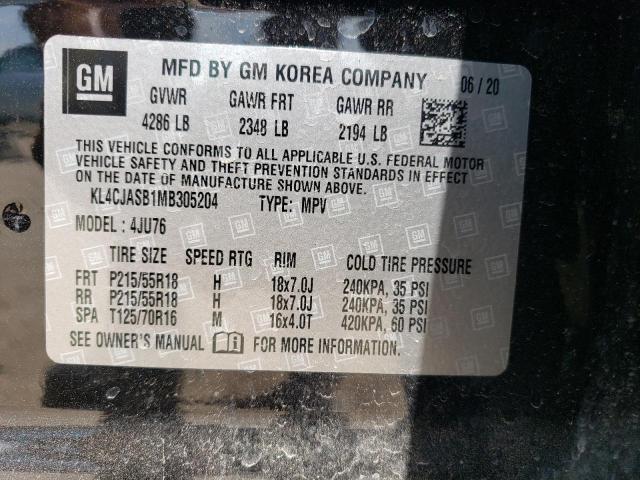 GM
MFD BY GM KOREA COMPANY 06 / 20
GVWR GAWR FRT GAWR RR
4286 LB 2348 LB 2194 LB
THIS VEHICLE CONFORMS TO ALL APPLICABLE U.S. FEDERAL MOTOR
VEHICLE SAFETY AND THEFT PREVENTION STANDARDS IN EFFECT
ON THE DATE OF MANUFACTURE SHOWN ABOVE.
KL4CJASB1MB305204 TYPE: MPV
MODEL : 4JU76
TIRE SIZE SPEED RTG RIM COLD TIRE PRESSURE
FRT P215/55R18 H 18x7.0J 240KPA, 35 PSI
RR P215/55R18 H 18x7.0J 240KPA, 35 PSI
SPA T125/70R16 M 16x4.0T 420KPA, 60 PSI
SEE OWNER'S MANUAL FOR MORE INFORMATION.